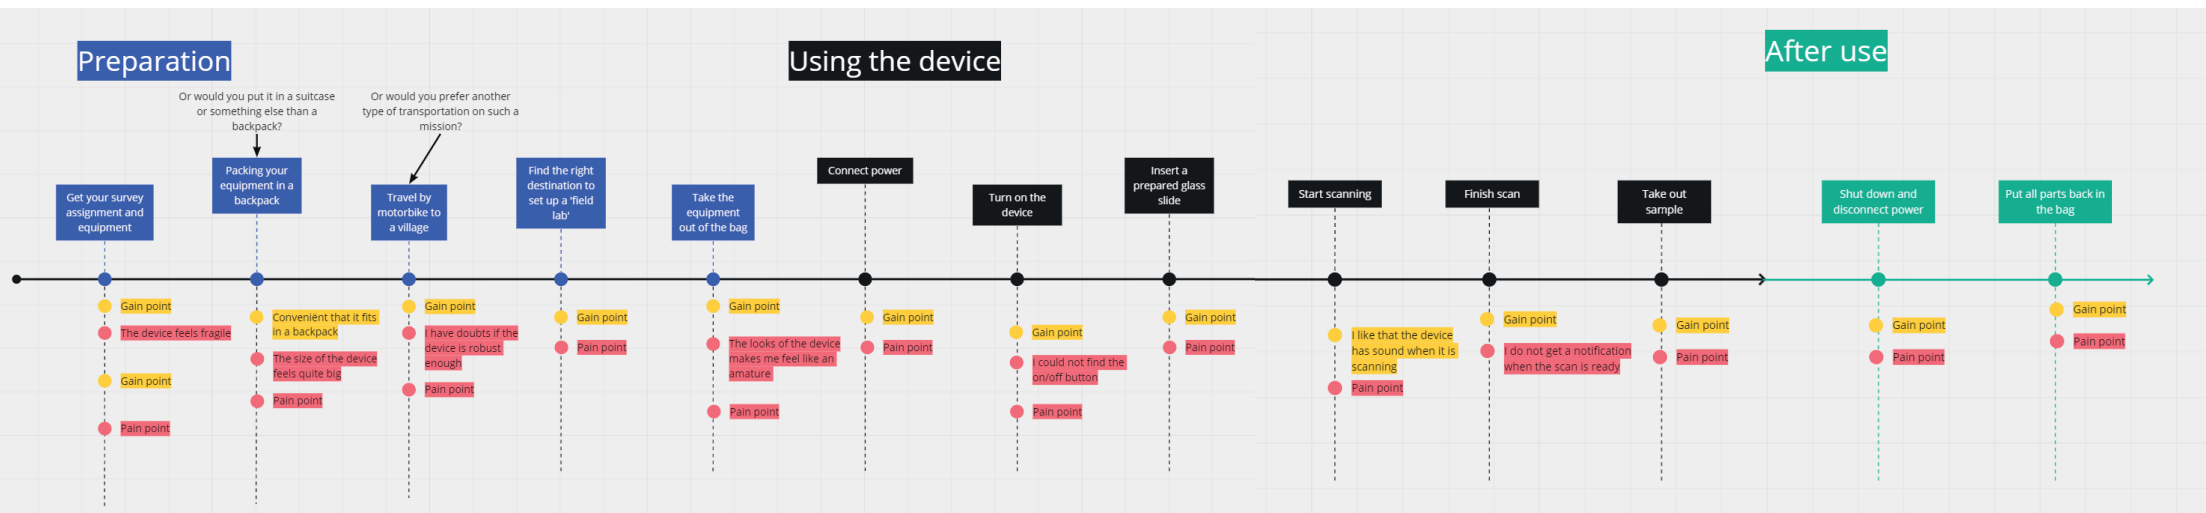 Preparation
Using the device
After use
Or would you put it in a suitcase
or something else than a
backpack?
Or would you prefer another
type of transportation on such a
mission?
Get your survey
assignment and
equipment
Packing your
equipment in a
backpack
Travel by
motorbike to
a village
Find the right
destination to
set up a 'field
lab'
Take the
equipment
out of the bag
Connect power
Turn on the
device
Insert a
prepared glass
slide
Start scanning
Finish scan
Take out
sample
Shut down and
disconnect power
Put all parts back in
the bag
Gain point
The device feels fragile
Gain point
Pain point
Convenient that it fits
in a backpack
The size of the device
feels quite big
Pain point
Gain point
I have doubts if the
device is robust
enough
Pain point
Gain point
Pain point
Gain point
The looks of the device
makes me feel like an
amature
Pain point
Gain point
Pain point
Gain point
I could not find the
on/off button
Pain point
Gain point
Pain point
I like that the device
has sound when it is
scanning
Pain point
Gain point
I do not get a notification
when the scan is ready
Gain point
Pain point
Gain point
Pain point
Gain point
Pain point